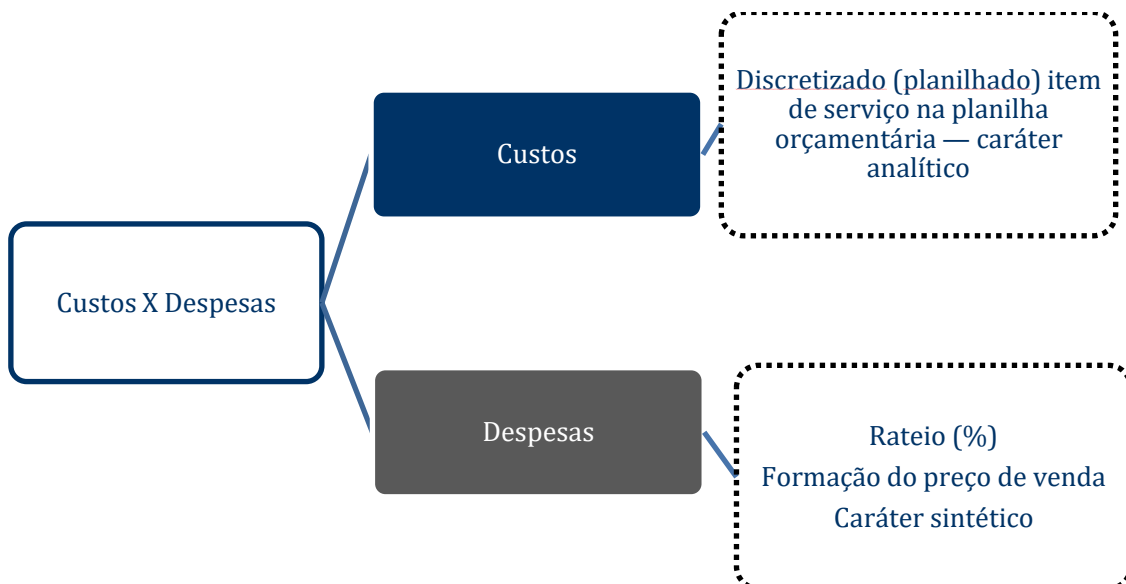 Custos X Despesas
Custos
Discretizado (planilhado) item
de serviço na planilha
orçamentária — caráter
analítico
Despesas
Rateio (%)
Formação do preço de venda
Caráter sintético